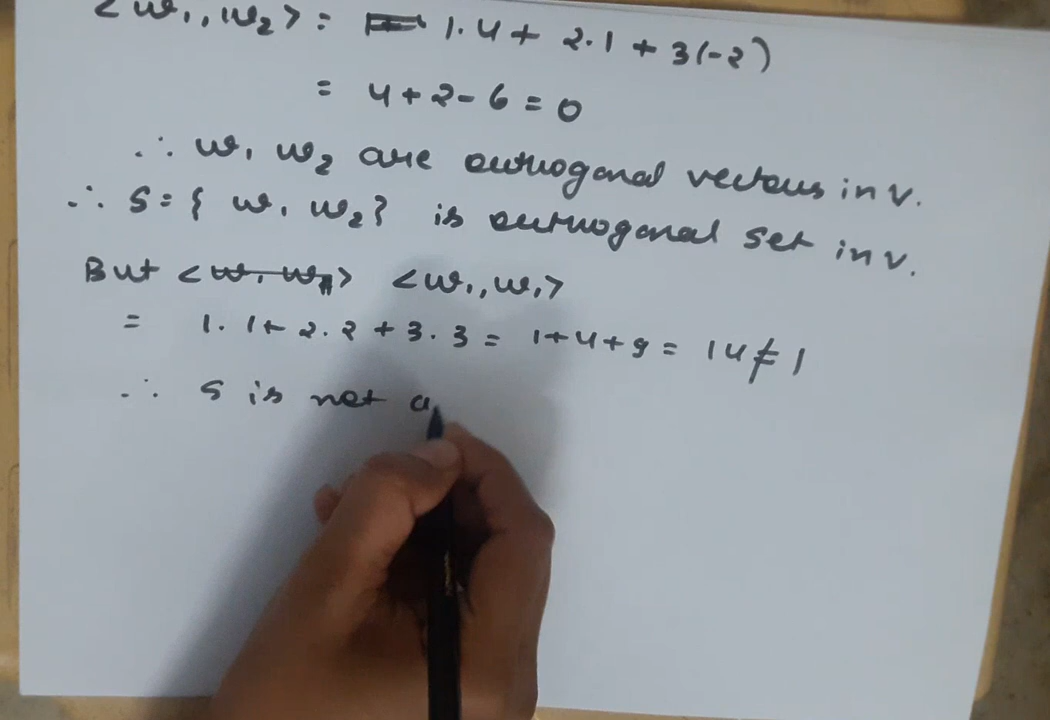 <w₁, w₂> = 1.4 + 2.1 + 3(-2)
= 4+2-6=0
∴ w₁ w₂ are orthogonal vectors in V.
∴ S={ w₁ w₂} is orthogonal set in V.
But <w₁, w₁>
= 1.1+ 2.2 + 3.3 = 1+4+9 = 14 ≠ 1
∴ S is not a